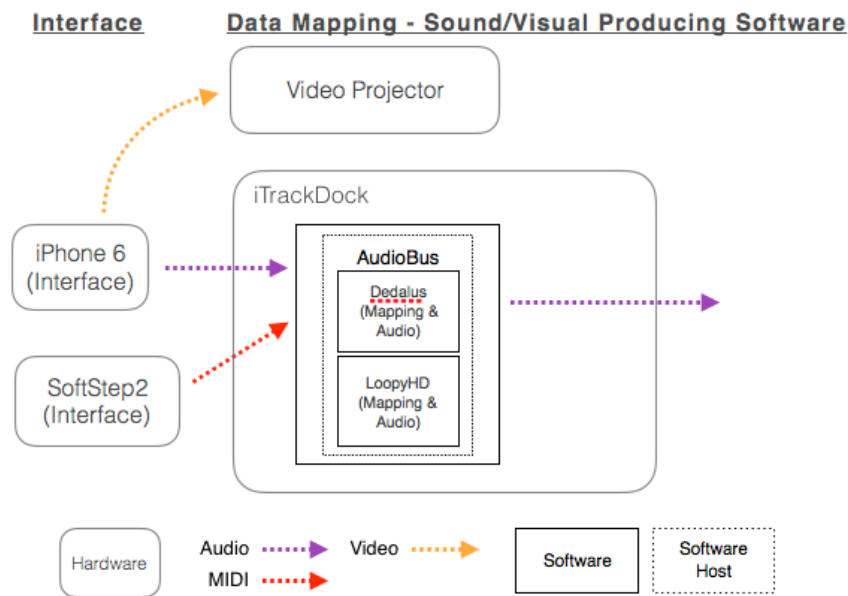 Interface
Data Mapping - Sound/Visual Producing Software
Video Projector
iTrackDock
iPhone 6
(Interface)
AudioBus
Dedalus
(Mapping &
Audio)
SoftStep2
(Interface)
LoopyHD
(Mapping &
Audio)
Hardware
Audio
MIDI
Video
Software
Software
Host